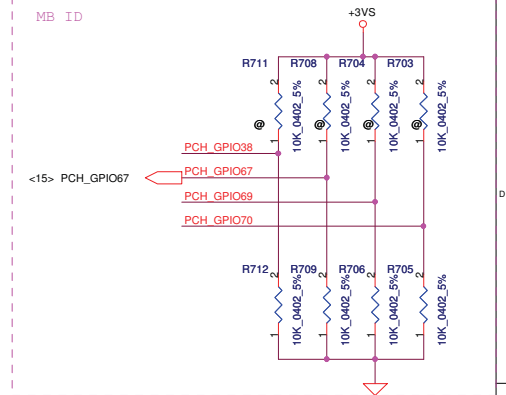 MB ID
+3VS
R711 R708 R704 R703
2 2 2 2
@ @ @ @
10K_0402_5% 10K_0402_5% 10K_0402_5% 10K_0402_5%
1 1 1 1
PCH_GPIO38
<15> PCH_GPIO67 PCH_GPIO67
PCH_GPIO69
PCH_GPIO70
D
R712 R709 R706 R705
2 2 2 2
10K_0402_5% 10K_0402_5% 10K_0402_5% 10K_0402_5%
1 1 1 1